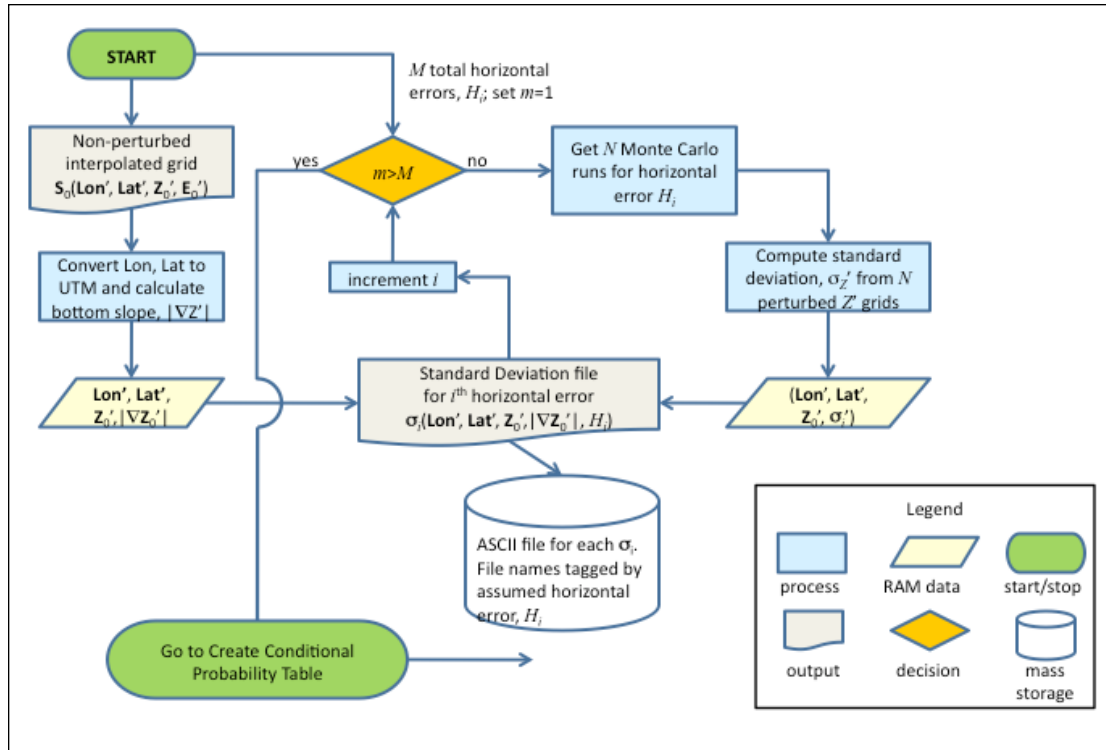 START
M total horizontal
errors, Hᵢ; set m=1
Non-perturbed
interpolated grid
S₀(Lon′, Lat′, Z₀′, E₀′)
yes
m>M
no
Get N Monte Carlo
runs for horizontal
error Hᵢ
Convert Lon, Lat to
UTM and calculate
bottom slope, |∇Z′|
increment i
Compute standard
deviation, σ_Z′ from N
perturbed Z′ grids
Lon′, Lat′,
Z₀′,|∇Z₀′|
Standard Deviation file
for iᵗʰ horizontal error
σᵢ(Lon′, Lat′, Z₀′,|∇Z₀′| , Hᵢ)
(Lon′, Lat′,
Z₀′, σᵢ′)
ASCII file for each σᵢ.
File names tagged by
assumed horizontal
error, Hᵢ
Go to Create Conditional
Probability Table
Legend
process
RAM data
start/stop
output
decision
mass
storage